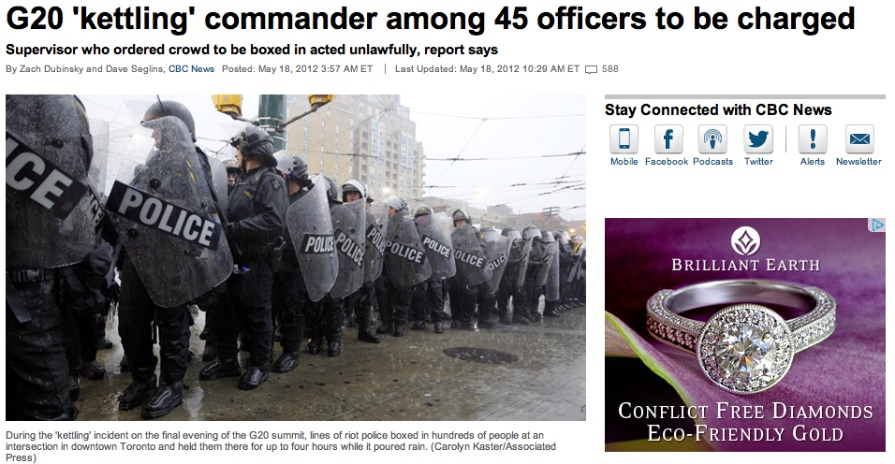 G20 'kettling' commander among 45 officers to be charged
Supervisor who ordered crowd to be boxed in acted unlawfully, report says
By Zach Dubinsky and Dave Seglins, CBC News Posted: May 18, 2012 3:57 AM ET | Last Updated: May 18, 2012 10:29 AM ET 588
ICE
ICE
POLICE
POLICE
POLICE
POLICE
POLICE
POLICE
During the 'kettling' incident on the final evening of the G20 summit, lines of riot police boxed in hundreds of people at an
intersection in downtown Toronto and held them there for up to four hours while it poured rain. (Carolyn Kaster/Associated
Press)
Stay Connected with CBC News
Mobile Facebook Podcasts Twitter Alerts Newsletter
BRILLIANT EARTH
CONFLICT FREE DIAMONDS
ECO-FRIENDLY GOLD